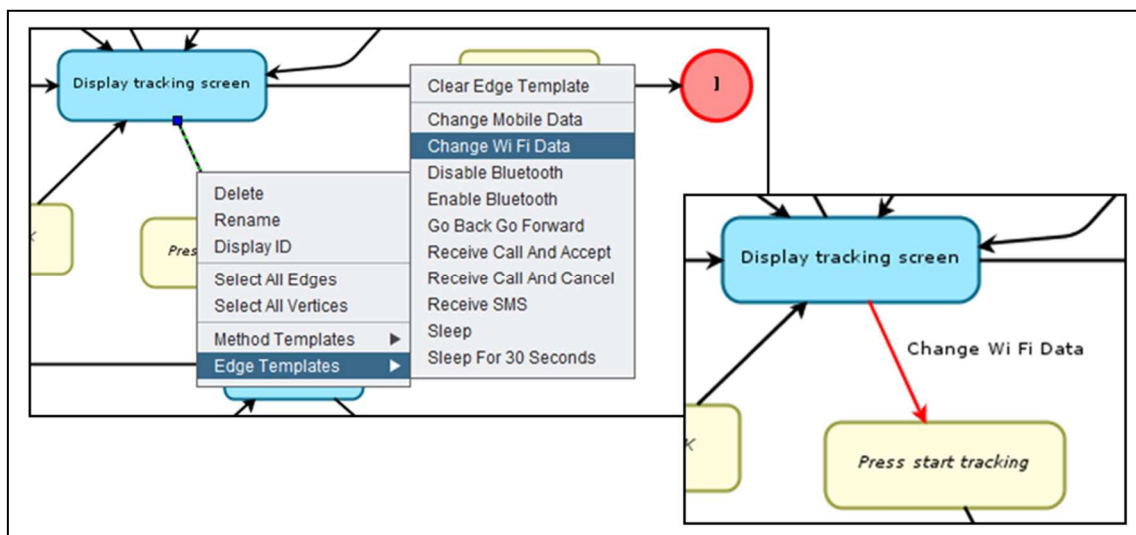 Display tracking screen
]
Clear Edge Template
Change Mobile Data
Change Wi Fi Data
Disable Bluetooth
Enable Bluetooth
Go Back Go Forward
Receive Call And Accept
Receive Call And Cancel
Receive SMS
Sleep
Sleep For 30 Seconds
Delete
Rename
Display ID
Select All Edges
Select All Vertices
Method Templates
Edge Templates
Pres
Display tracking screen
Change Wi Fi Data
K
Press start tracking